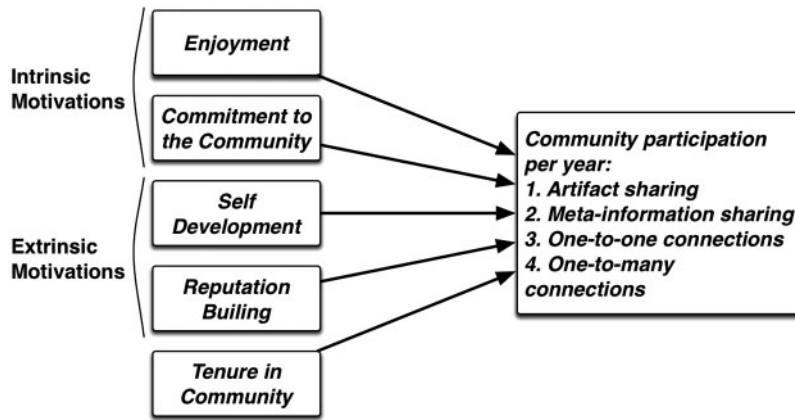 Intrinsic
Motivations
Enjoyment
Commitment to
the Community
Extrinsic
Motivations
Self
Development
Reputation
Builing
Tenure in
Community
Community participation
per year:
1. Artifact sharing
2. Meta-information sharing
3. One-to-one connections
4. One-to-many
connections